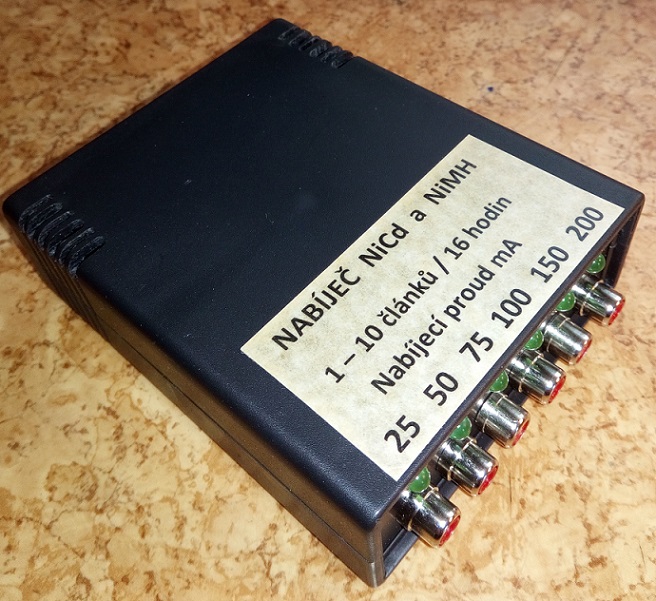 NABÍJEČ NiCd a NiMH
1 – 10 článků / 16 hodin
Nabíjecí proud mA
25 50 75 100 150 200